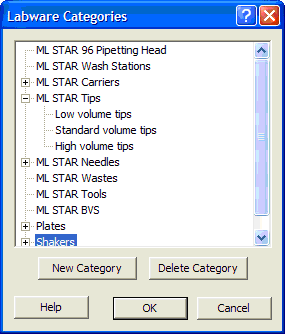 Labware Categories
ML STAR 96 Pipetting Head
ML STAR Wash Stations
ML STAR Carriers
ML STAR Tips
Low volume tips
Standard volume tips
High volume tips
ML STAR Needles
ML STAR Wastes
ML STAR Tools
ML STAR BVS
Plates
Shakers
New Category Delete Category
Help OK Cancel